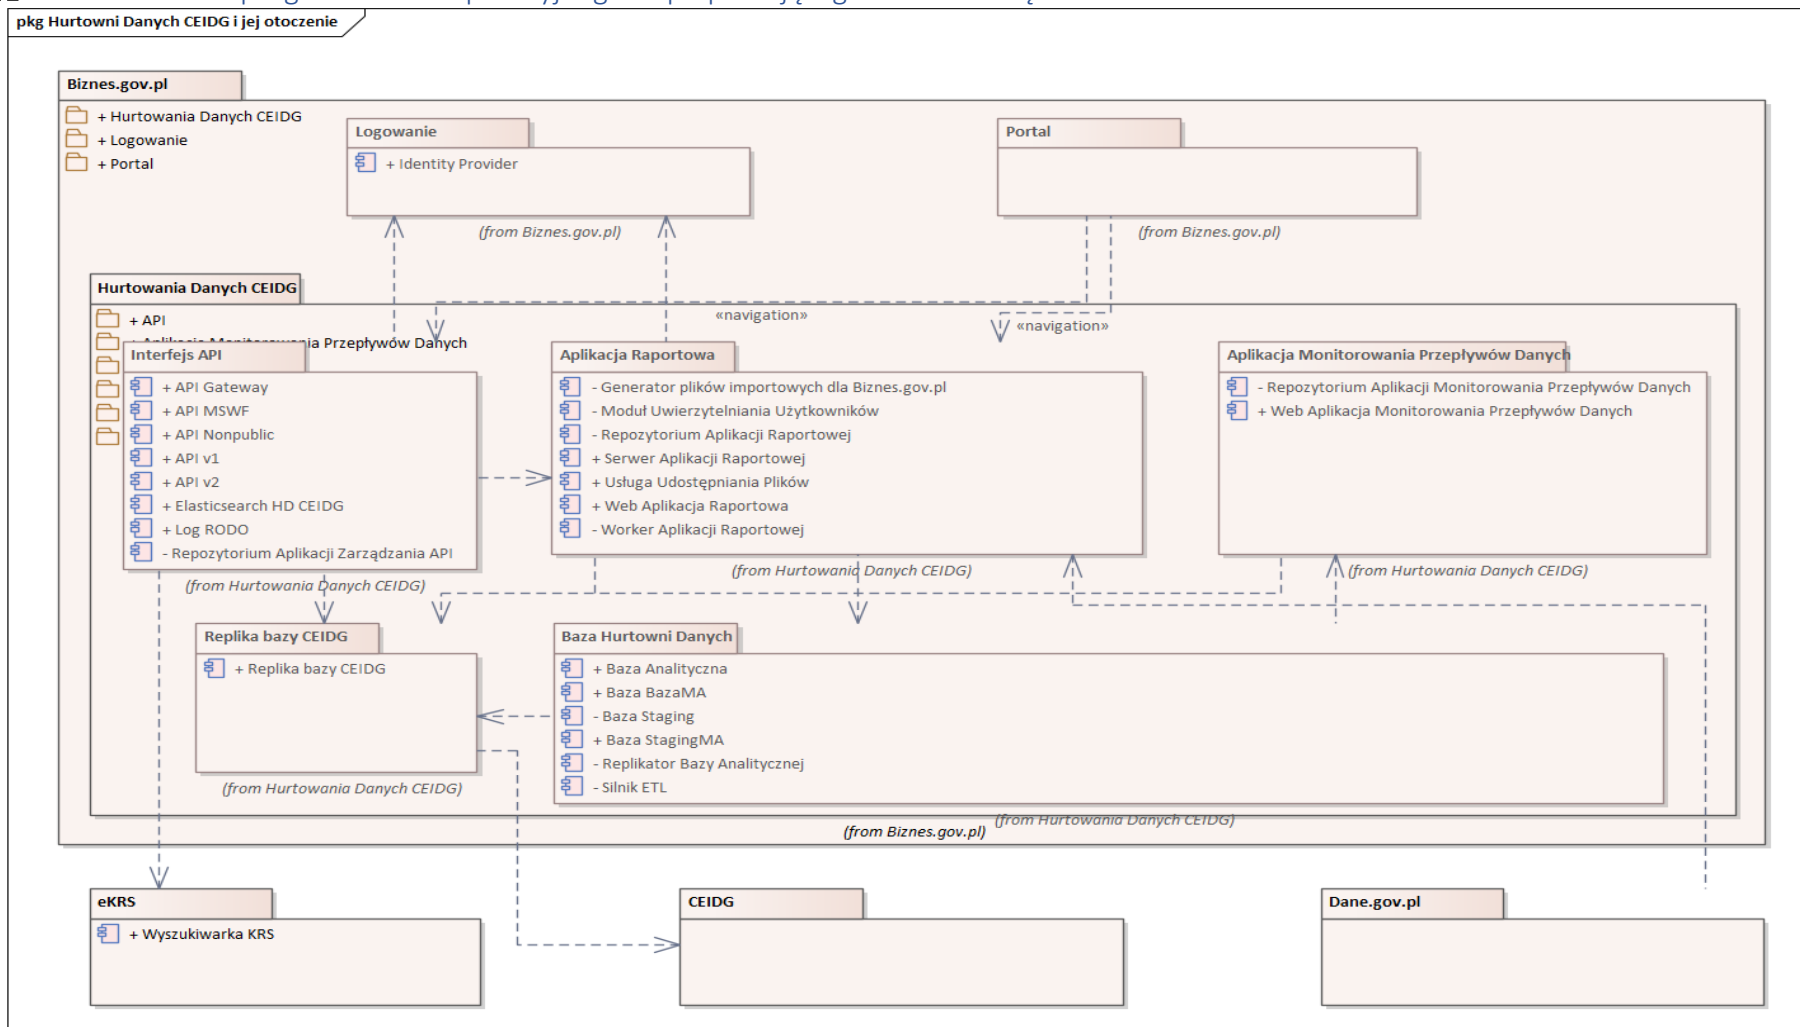 pkg Hurtowni Danych CEIDG i jej otoczenie
Biznes.gov.pl
+ Hurtowania Danych CEIDG
+ Logowanie
+ Portal
Logowanie
+ Identity Provider
(from Biznes.gov.pl)
Portal
(from Biznes.gov.pl)
Hurtowania Danych CEIDG
+ API
Przepływów Danych
«navigation»
«navigation»
Interfejs API
+ API Gateway
+ API MSWF
+ API Nonpublic
+ API v1
+ API v2
+ Elasticsearch HD CEIDG
+ Log RODO
- Repozytorium Aplikacji Zarządzania API
(from Hurtowania Danych CEIDG)
Aplikacja Raportowa
- Generator plików importowych dla Biznes.gov.pl
- Moduł Uwierzytelniania Użytkowników
- Repozytorium Aplikacji Raportowej
+ Serwer Aplikacji Raportowej
+ Usługa Udostępniania Plików
+ Web Aplikacja Raportowa
- Worker Aplikacji Raportowej
(from Hurtowania Danych CEIDG)
Aplikacja Monitorowania Przepływów Danych
- Repozytorium Aplikacji Monitorowania Przepływów Danych
+ Web Aplikacja Monitorowania Przepływów Danych
(from Hurtowania Danych CEIDG)
Replika bazy CEIDG
+ Replika bazy CEIDG
(from Hurtowania Danych CEIDG)
Baza Hurtowni Danych
+ Baza Analityczna
+ Baza BazaMA
- Baza Staging
+ Baza StagingMA
- Replikator Bazy Analitycznej
- Silnik ETL
(from Hurtowania Danych CEIDG)
(from Biznes.gov.pl)
eKRS
+ Wyszukiwarka KRS
CEIDG
Dane.gov.pl